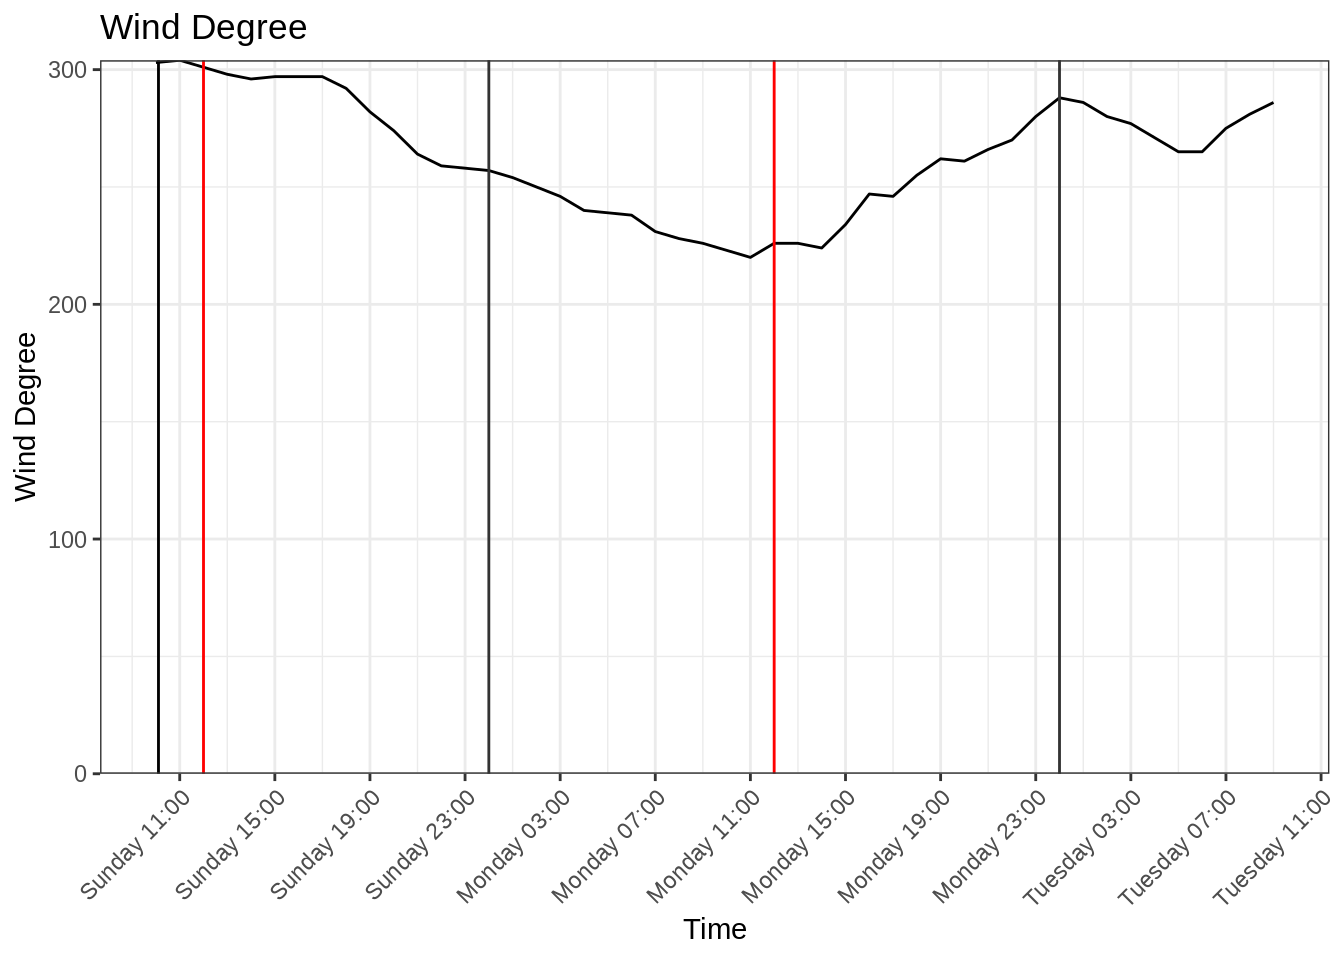 Wind Degree
Wind Degree
300
200
100
0
Sunday 11:00
Sunday 15:00
Sunday 19:00
Sunday 23:00
Monday 03:00
Monday 07:00
Monday 11:00
Monday 15:00
Monday 19:00
Monday 23:00
Tuesday 03:00
Tuesday 07:00
Tuesday 11:00
Time